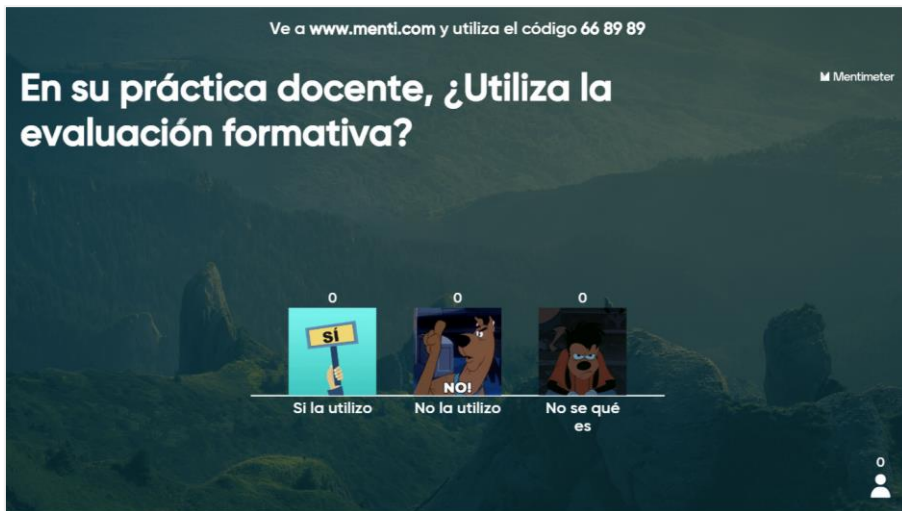 Ve a www.menti.com y utiliza el código 66 89 89
En su práctica docente, ¿Utiliza la
evaluación formativa?
Mentimeter
0
0
0
SÍ
NO!
Si la utilizo
No la utilizo
No se qué
es
0